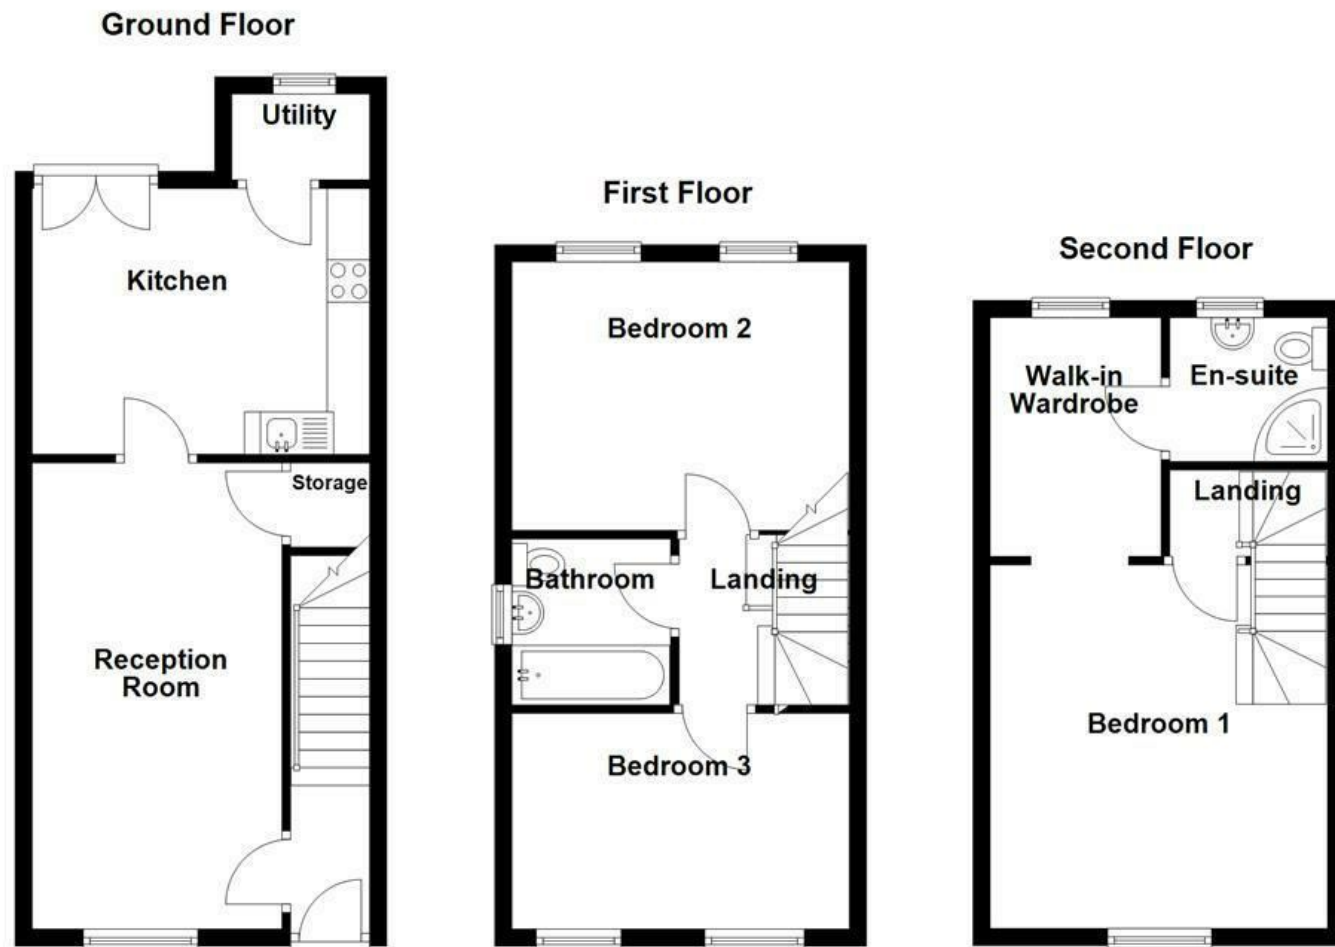 Ground Floor
Utility
Kitchen
Storage
Reception
Room
First Floor
Bedroom 2
Bathroom
Landing
Bedroom 3
Second Floor
Walk-in
Wardrobe
En-suite
Landing
Bedroom 1